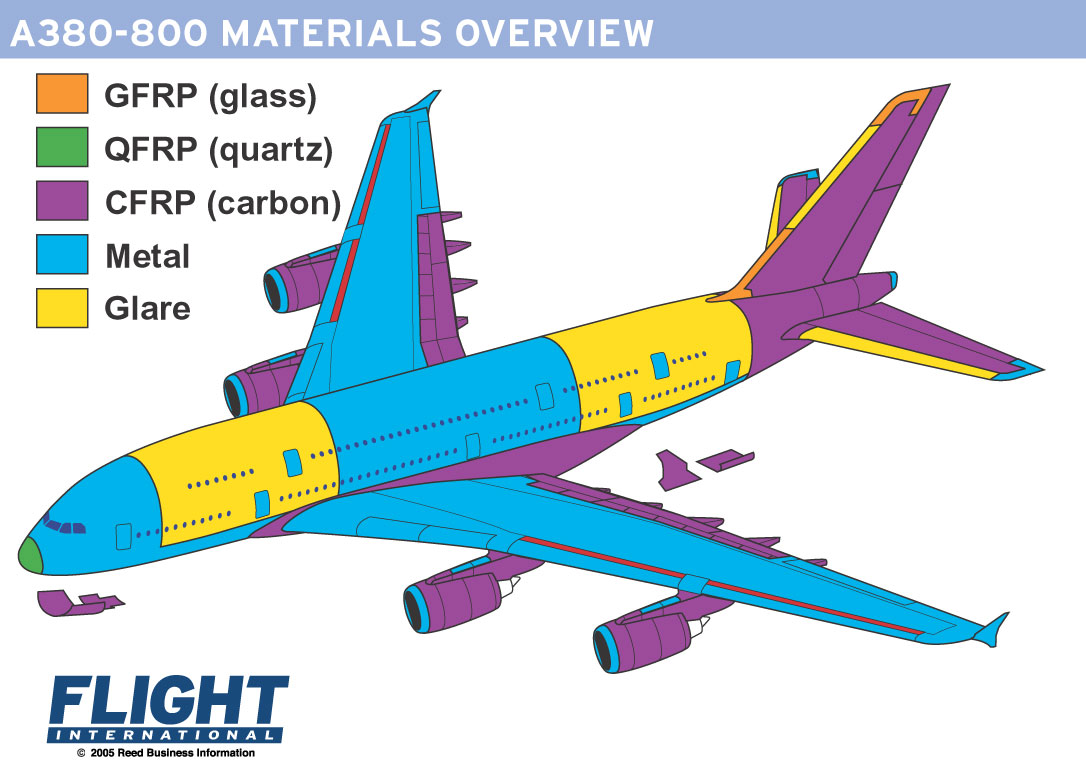 A380-800 MATERIALS OVERVIEW
GFRP (glass)
QFRP (quartz)
CFRP (carbon)
Metal
Glare
FLIGHT
INTERNATIONAL
© 2005 Reed Business Information